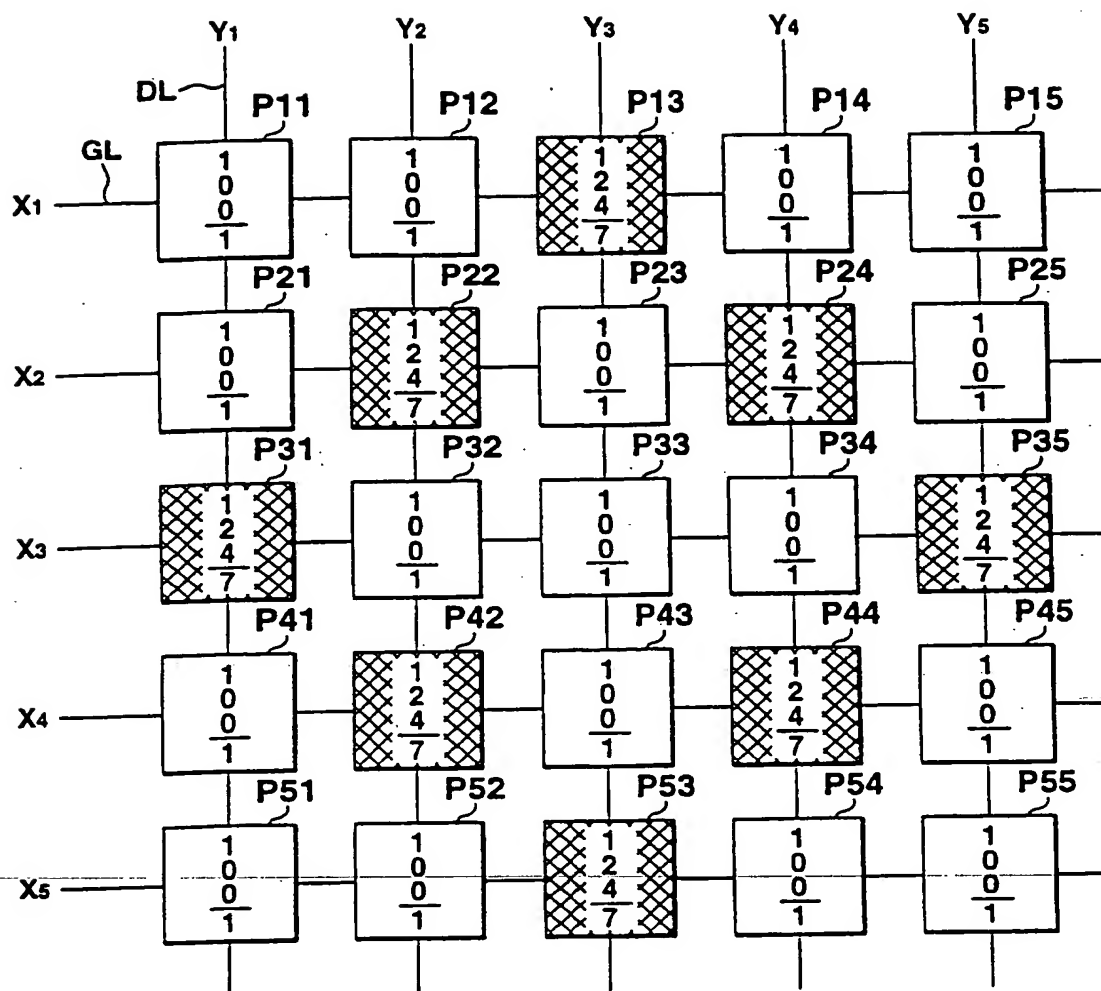 Y1 Y2 Y3 Y4 Y5
DL
P11 P12 P13 P14 P15
GL
X1
1 1 1 1 1
0 0 2 0 0
0 0 4 0 0
1 1 7 1 1
P21 P22 P23 P24 P25
X2
1 1 1 1 1
0 2 0 2 0
0 4 0 4 0
1 7 1 7 1
P31 P32 P33 P34 P35
X3
1 1 1 1 1
2 0 0 0 2
4 0 0 0 4
7 1 1 1 7
P41 P42 P43 P44 P45
X4
1 1 1 1 1
0 2 0 2 0
0 4 0 4 0
1 7 1 7 1
P51 P52 P53 P54 P55
X5
1 1 1 1 1
0 0 2 0 0
0 0 4 0 0
1 1 7 1 1